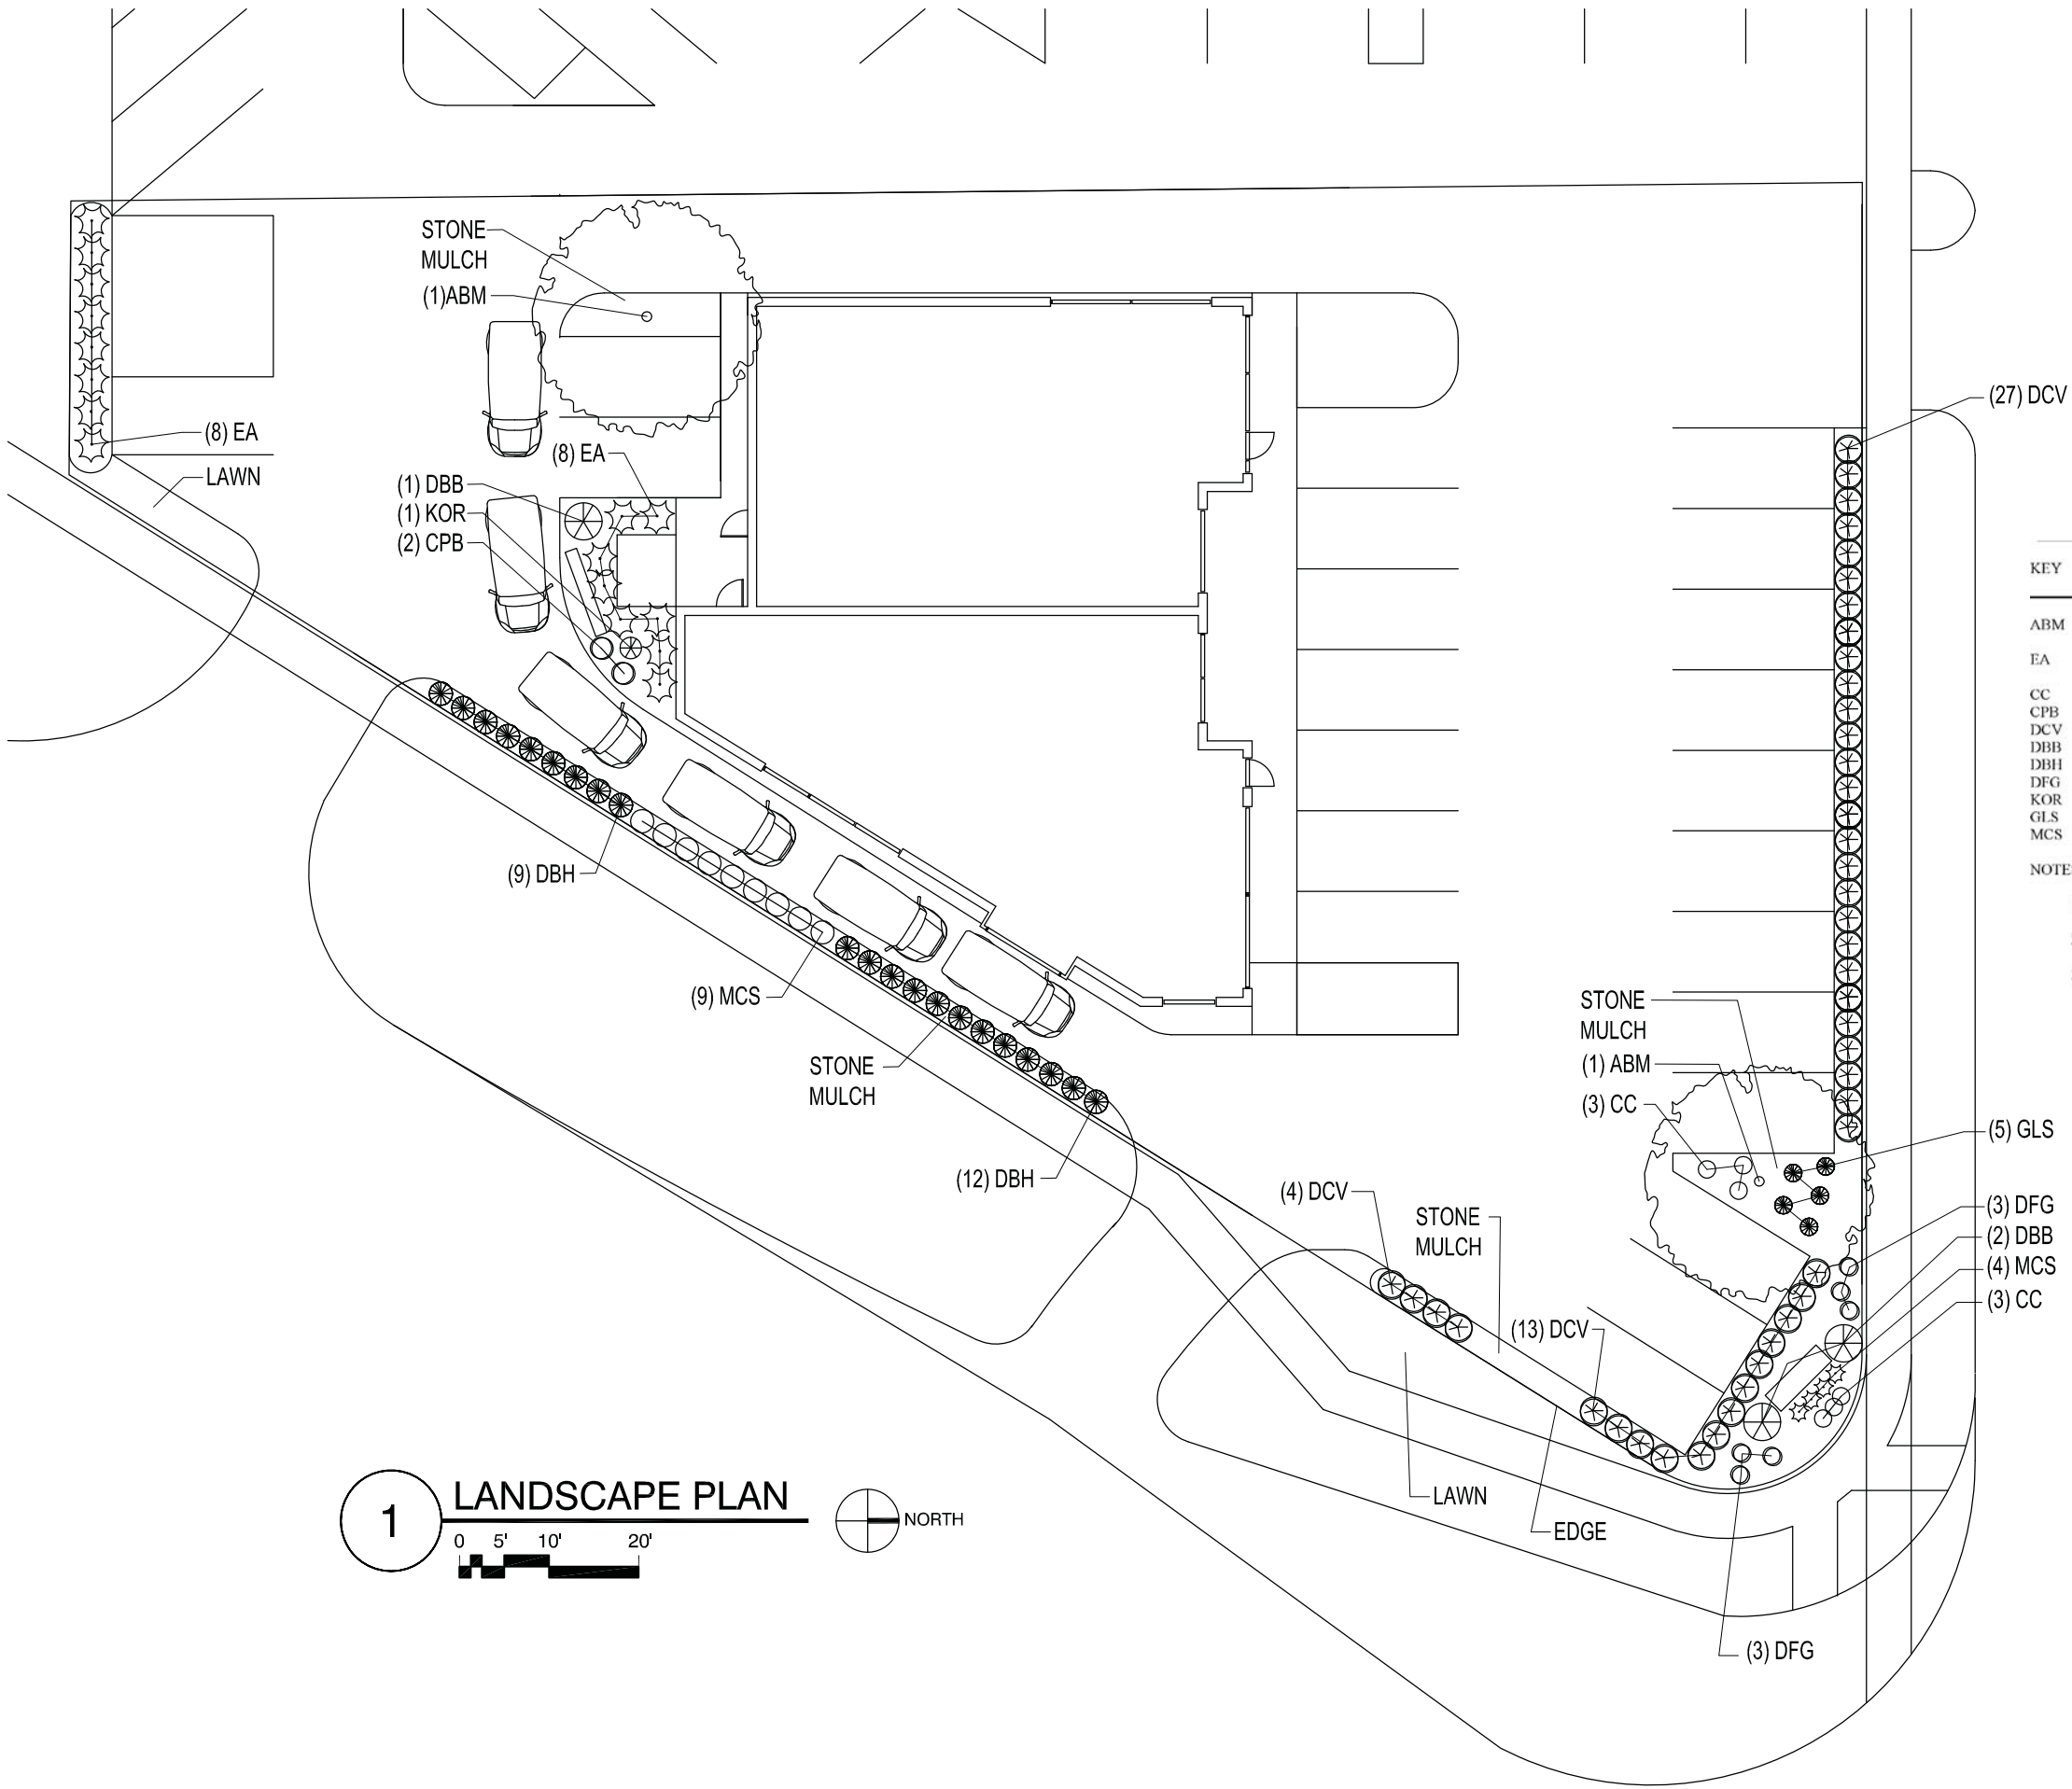 STONE
MULCH
(1)ABM
(8) EA
LAWN
(8) EA
(1) DBB
(1) KOR
(2) CPB
(27) DCV
KEY
ABM
EA
CC
CPB
DCV
DBB
DBH
DFG
KOR
GLS
MCS
NOTE
(9) DBH
(9) MCS
STONE
MULCH
(12) DBH
STONE
MULCH
(1) ABM
(3) CC
(5) GLS
(3) DFG
(2) DBB
(4) MCS
(3) CC
(4) DCV
STONE
MULCH
(13) DCV
LAWN
EDGE
(3) DFG
1
LANDSCAPE PLAN
0 5' 10' 20'
NORTH